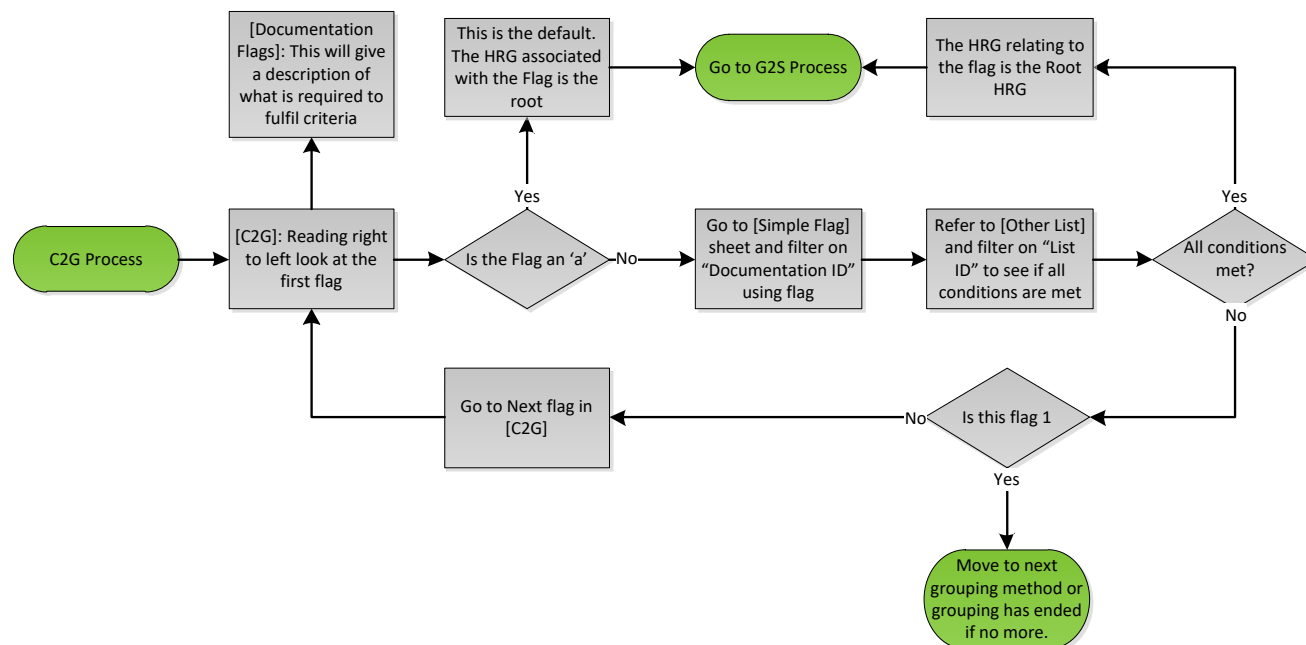 [Documentation
Flags]: This will give
a description of
what is required to
fulfil criteria
This is the default.
The HRG associated
with the Flag is the
root
Go to G2S Process
The HRG relating to
the flag is the Root
HRG
Yes
Yes
C2G Process
[C2G]: Reading right
to left look at the
first flag
Is the Flag an ‘a’
No
Go to [Simple Flag]
sheet and filter on
“Documentation ID”
using flag
Refer to [Other List]
and filter on “List
ID” to see if all
conditions are met
All conditions
met?
No
Go to Next flag in
[C2G]
No
Is this flag 1
Yes
Move to next
grouping method or
grouping has ended
if no more.